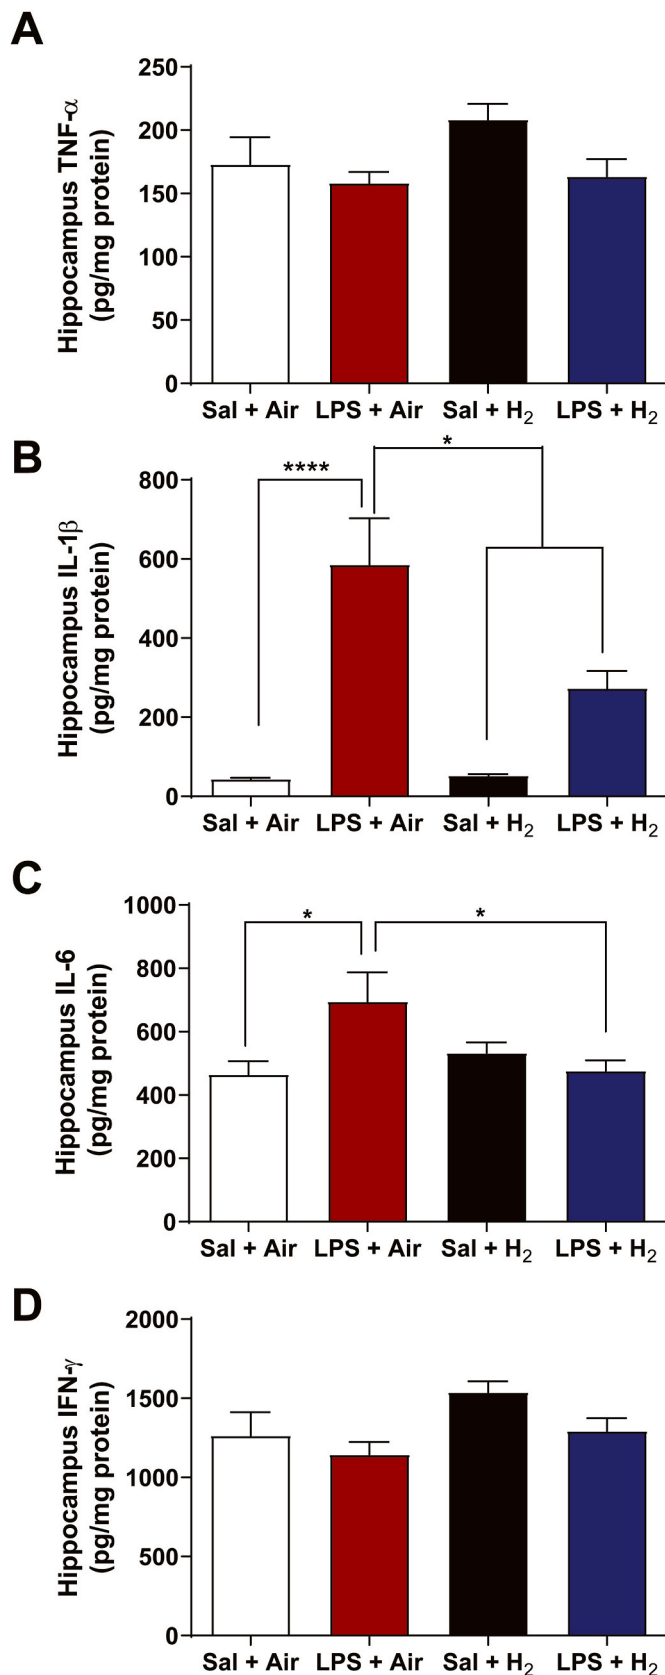 A
Hippocampus TNF-α
(pg/mg protein)
250
200
150
100
50
0
Sal + Air LPS + Air Sal + H₂ LPS + H₂
B
Hippocampus IL-1β
(pg/mg protein)
****
*
800
600
400
200
0
Sal + Air LPS + Air Sal + H₂ LPS + H₂
C
Hippocampus IL-6
(pg/mg protein)
*
*
1000
800
600
400
200
0
Sal + Air LPS + Air Sal + H₂ LPS + H₂
D
Hippocampus IFN-γ
(pg/mg protein)
2000
1500
1000
500
0
Sal + Air LPS + Air Sal + H₂ LPS + H₂